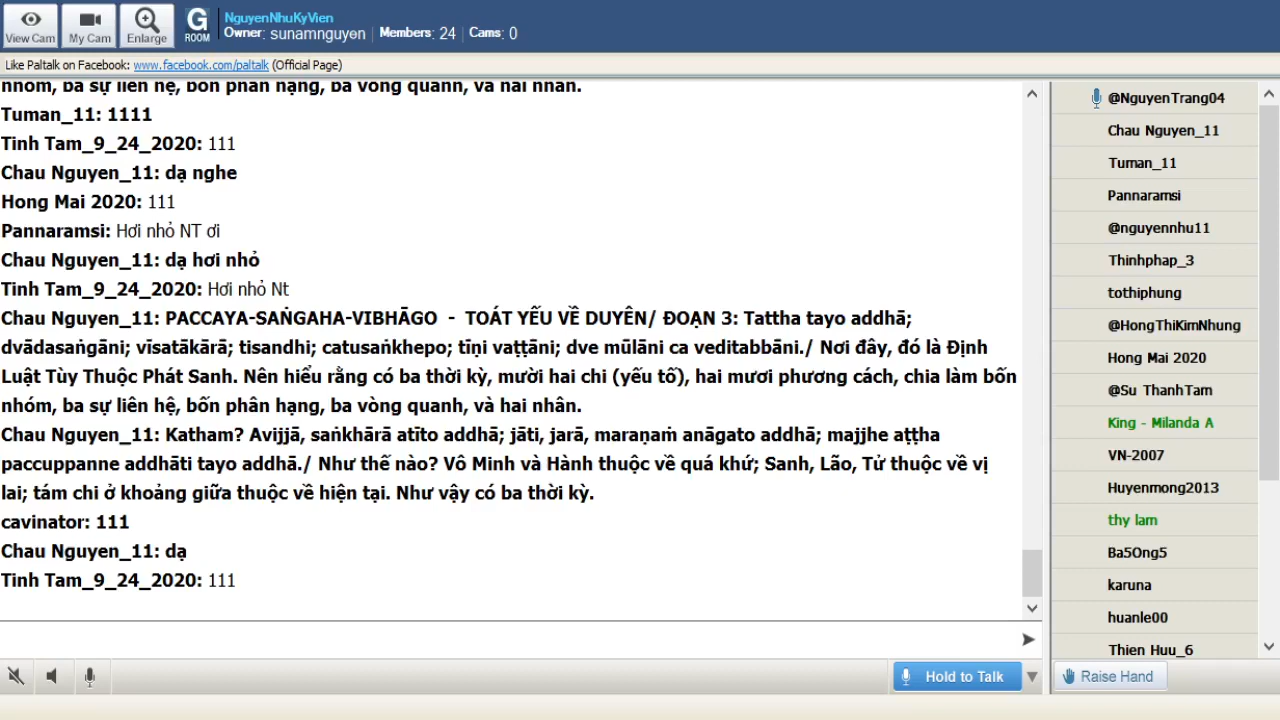 NguyenNhuKyVien
G
ROOM
Owner: sunamnguyen | Members: 24 | Cams: 0
View Cam
My Cam
Enlarge
Like Paltalk on Facebook: www.facebook.com/paltalk (Official Page)
nhóm, ba sự liên hệ, bốn phân hạng, ba vòng quanh, và hai nhân.
Tuman_11: 1111
Tinh Tam_9_24_2020: 111
Chau Nguyen_11: dạ nghe
Hong Mai 2020: 111
Pannaramsi: Hơi nhỏ NT ơi
Chau Nguyen_11: dạ hơi nhỏ
Tinh Tam_9_24_2020: Hơi nhỏ Nt
Chau Nguyen_11: PACCAYA-SAṄGAHA-VIBHĀGO - TOÁT YẾU VỀ DUYÊN/ ĐOẠN 3: Tattha tayo addhā;
dvādasaṅgāni; vīsatākārā; tisandhi; catusaṅkhepo; tīṇi vaṭṭāni; dve mūlāni ca veditabbāni./ Nơi đây, đó là Định
Luật Tùy Thuộc Phát Sanh. Nên hiểu rằng có ba thời kỳ, mười hai chi (yếu tố), hai mươi phương cách, chia làm bốn
nhóm, ba sự liên hệ, bốn phân hạng, ba vòng quanh, và hai nhân.
Chau Nguyen_11: Katham? Avijjā, saṅkhārā atīto addhā; jāti, jarā, maraṇaṁ anāgato addhā; majjhe aṭṭha
paccuppanne addhāti tayo addhā./ Như thế nào? Vô Minh và Hành thuộc về quá khứ; Sanh, Lão, Tử thuộc về vị
lai; tám chi ở khoảng giữa thuộc về hiện tại. Như vậy có ba thời kỳ.
cavinator: 111
Chau Nguyen_11: dạ
Tinh Tam_9_24_2020: 111
@NguyenTrang04
Chau Nguyen_11
Tuman_11
Pannaramsi
@nguyennhu11
Thinhphap_3
tothiphung
@HongThiKimNhung
Hong Mai 2020
@Su ThanhTam
King - Milanda A
VN-2007
Huyenmong2013
thy lam
Ba5Ong5
karuna
huanle00
Thien Huu_6
Hold to Talk
Raise Hand